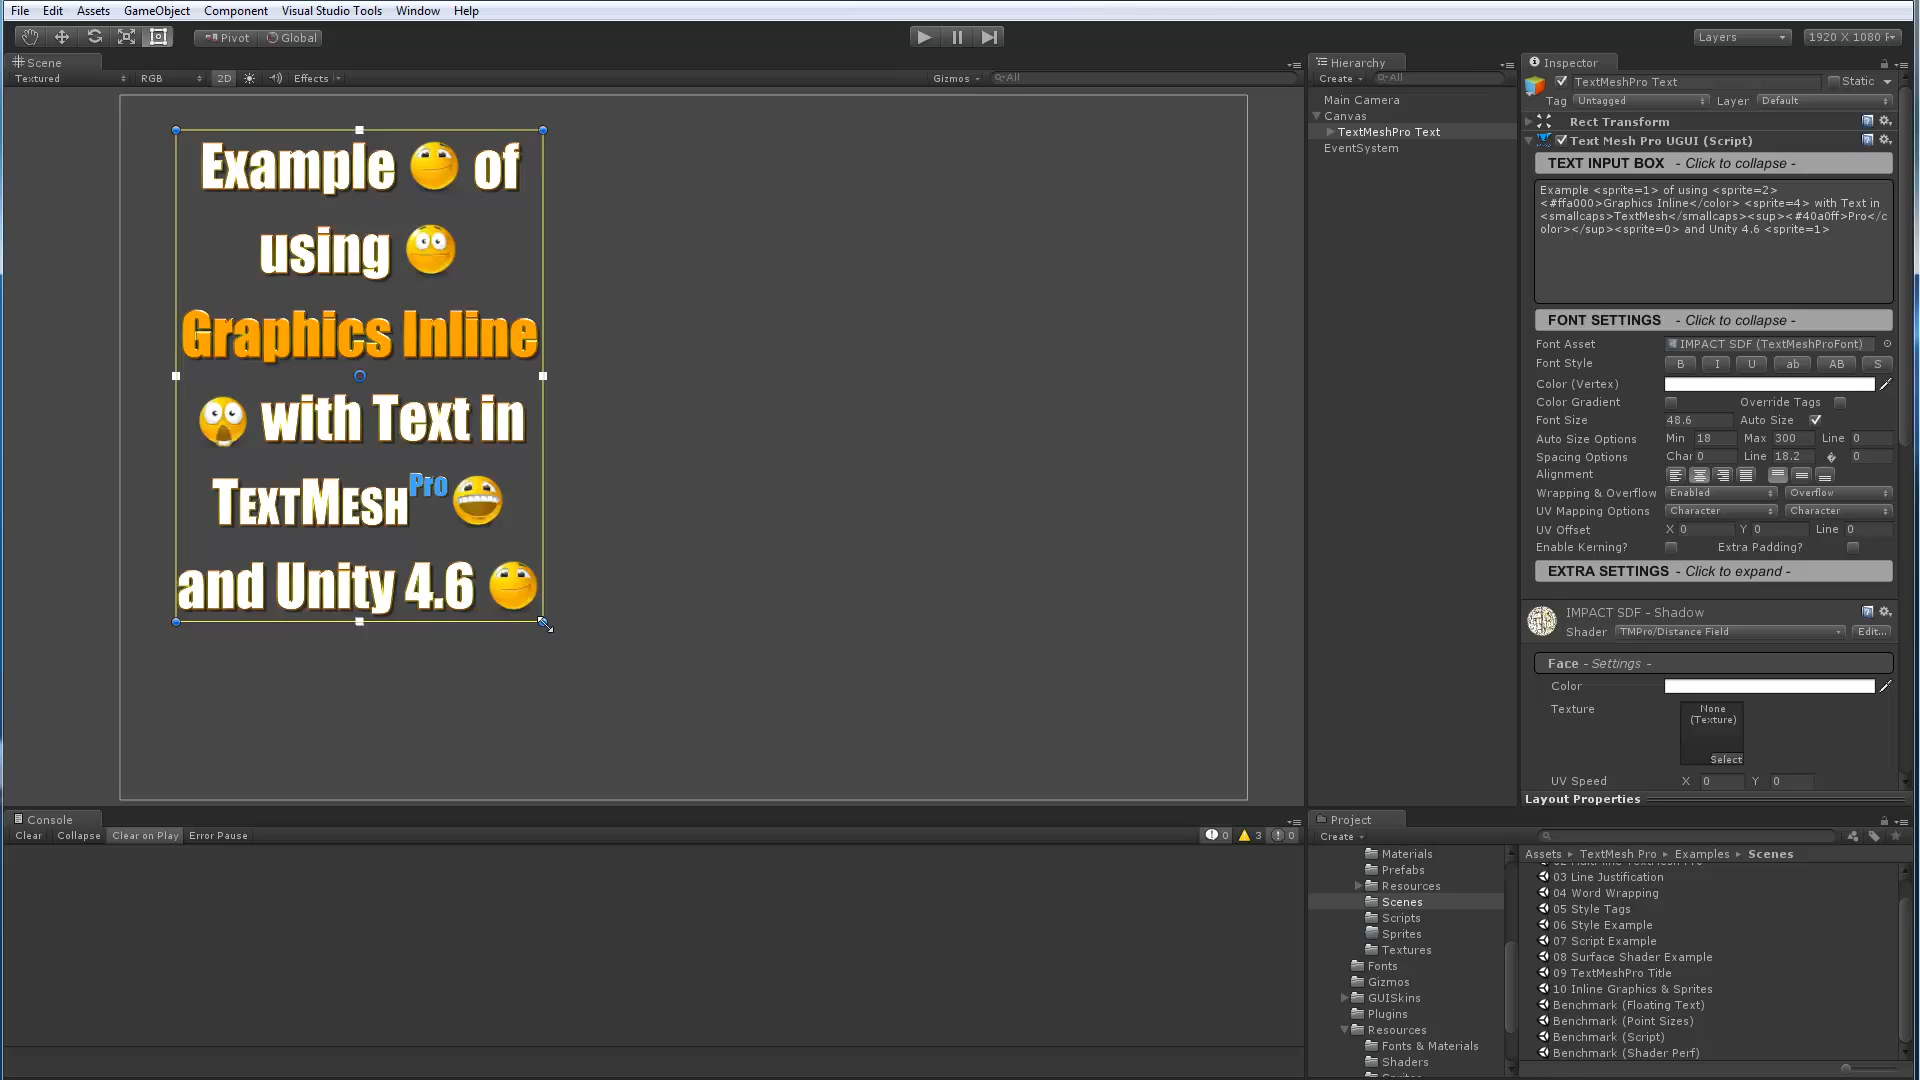 File Edit Assets GameObject Component Visual Studio Tools Window Help
Pivot Global Layers 1920 X 1080
Scene
Textured RGB 2D Effects Gizmos All
Example of
using
Graphics Inline
with Text in
TEXTMESH Pro
and Unity 4.6
Hierarchy
Create All
Main Camera
Canvas
TextMeshPro Text
EventSystem
Inspector
TextMeshPro Text Static
Tag Untagged Layer Default
Rect Transform
Text Mesh Pro UGUI (Script)
TEXT INPUT BOX - Click to collapse -
Example <sprite=1> of using <sprite=2>
<#ffa000>Graphics Inline</color> <sprite=4> with Text in
<smallcaps>TextMesh</smallcaps><sup><#40a0ff>Pro</c
olor></sup><sprite=0> and Unity 4.6 <sprite=1>
FONT SETTINGS - Click to collapse -
Font Asset IMPACT SDF (TextMeshProFont)
Font Style B I U ab AB S
Color (Vertex)
Color Gradient Override Tags
Font Size 48.6 Auto Size
Auto Size Options Min 18 Max 300 Line 0
Spacing Options Char 0 Line 18.2 0
Alignment
Wrapping & Overflow Enabled Overflow
UV Mapping Options Character Character
UV Offset X 0 Y 0 Line 0
Enable Kerning? Extra Padding?
EXTRA SETTINGS - Click to expand -
IMPACT SDF - Shadow
Shader TMPro/Distance Field Edit...
Face - Settings -
Color
Texture None
(Texture)
Select
UV Speed X 0 Y 0
Layout Properties
Console
Clear Collapse Clear on Play Error Pause 0 3 0
Project
Create
Materials
Prefabs
Resources
Scenes
Scripts
Sprites
Textures
Fonts
Gizmos
GUISkins
Plugins
Resources
Fonts & Materials
Shaders
Assets TextMesh Pro Examples Scenes
03 Line Justification
04 Word Wrapping
05 Style Tags
06 Style Example
07 Script Example
08 Surface Shader Example
09 TextMeshPro Title
10 Inline Graphics & Sprites
Benchmark (Floating Text)
Benchmark (Point Sizes)
Benchmark (Script)
Benchmark (Shader Perf)